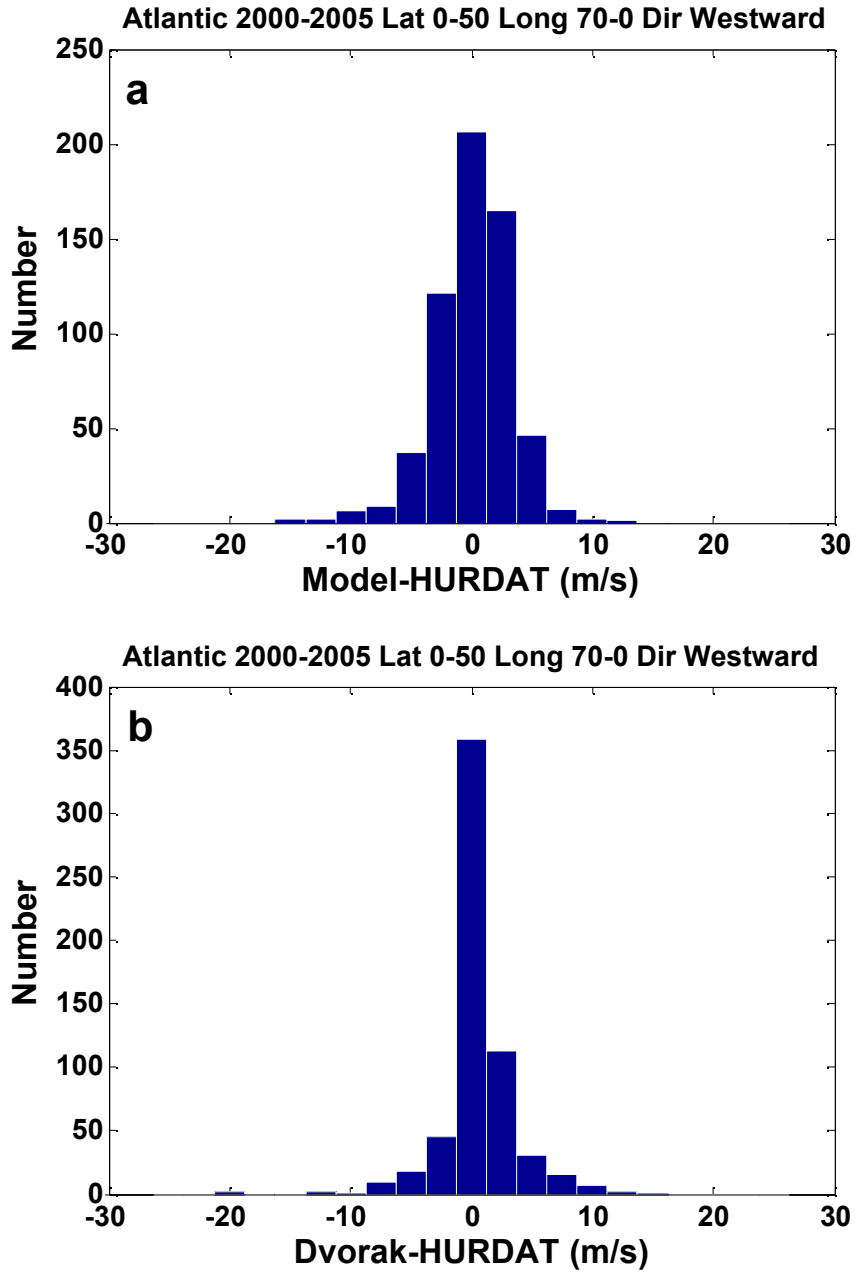 Atlantic 2000-2005 Lat 0-50 Long 70-0 Dir Westward
250
a
200
150
100
50
0
Number
-30 -20 -10 0 10 20 30
Model-HURDAT (m/s)
Atlantic 2000-2005 Lat 0-50 Long 70-0 Dir Westward
400
b
350
300
250
200
150
100
50
0
Number
-30 -20 -10 0 10 20 30
Dvorak-HURDAT (m/s)